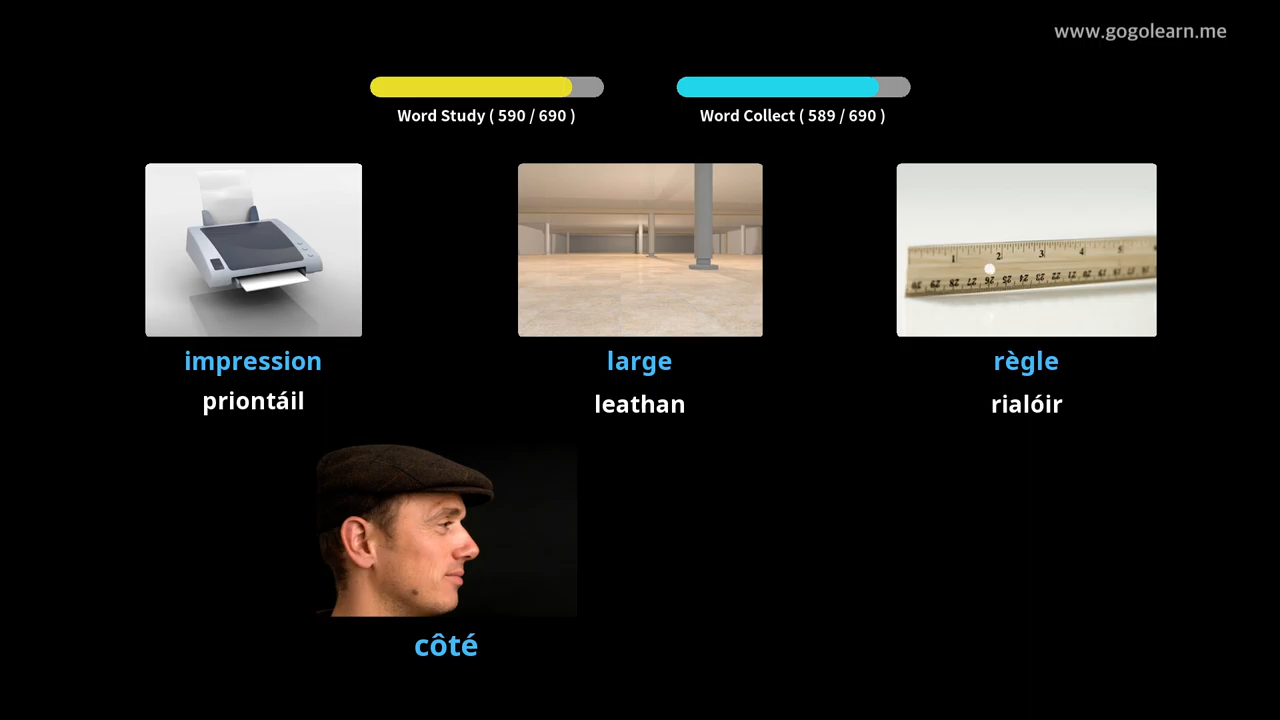 www.gogolearn.me
Word Study ( 590 / 690 )
Word Collect ( 589 / 690 )
impression
large
règle
priontáil
leathan
rialóir
côté